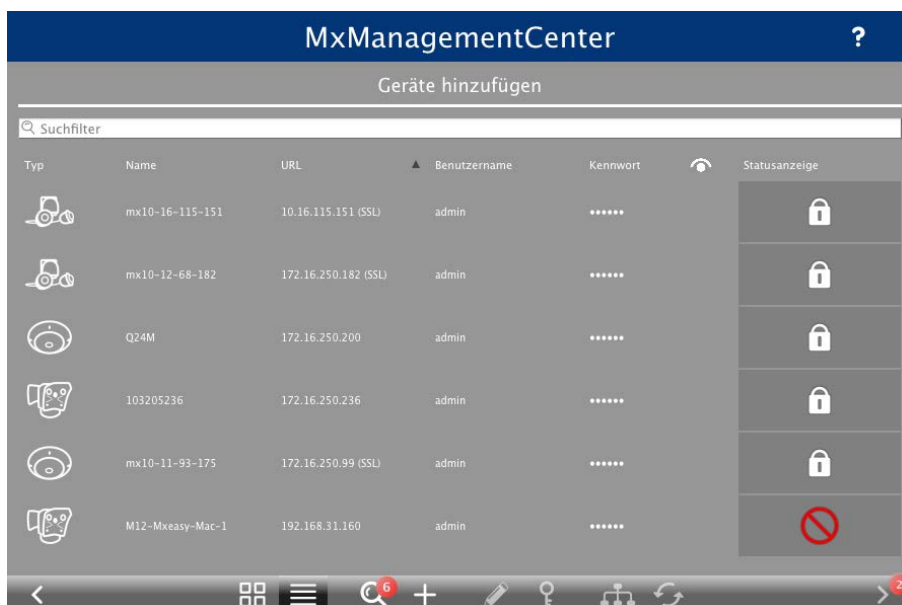 MxManagementCenter ?
Geräte hinzufügen
Suchfilter
Typ Name URL Benutzername Kennwort Statusanzeige
mx10-16-115-151 10.16.115.151 (SSL) admin ••••••
mx10-12-68-182 172.16.250.182 (SSL) admin ••••••
Q24M 172.16.250.200 admin ••••••
103205236 172.16.250.236 admin ••••••
mx10-11-93-175 172.16.250.99 (SSL) admin ••••••
M12-Mxeasy-Mac-1 192.168.31.160 admin ••••••
6 2